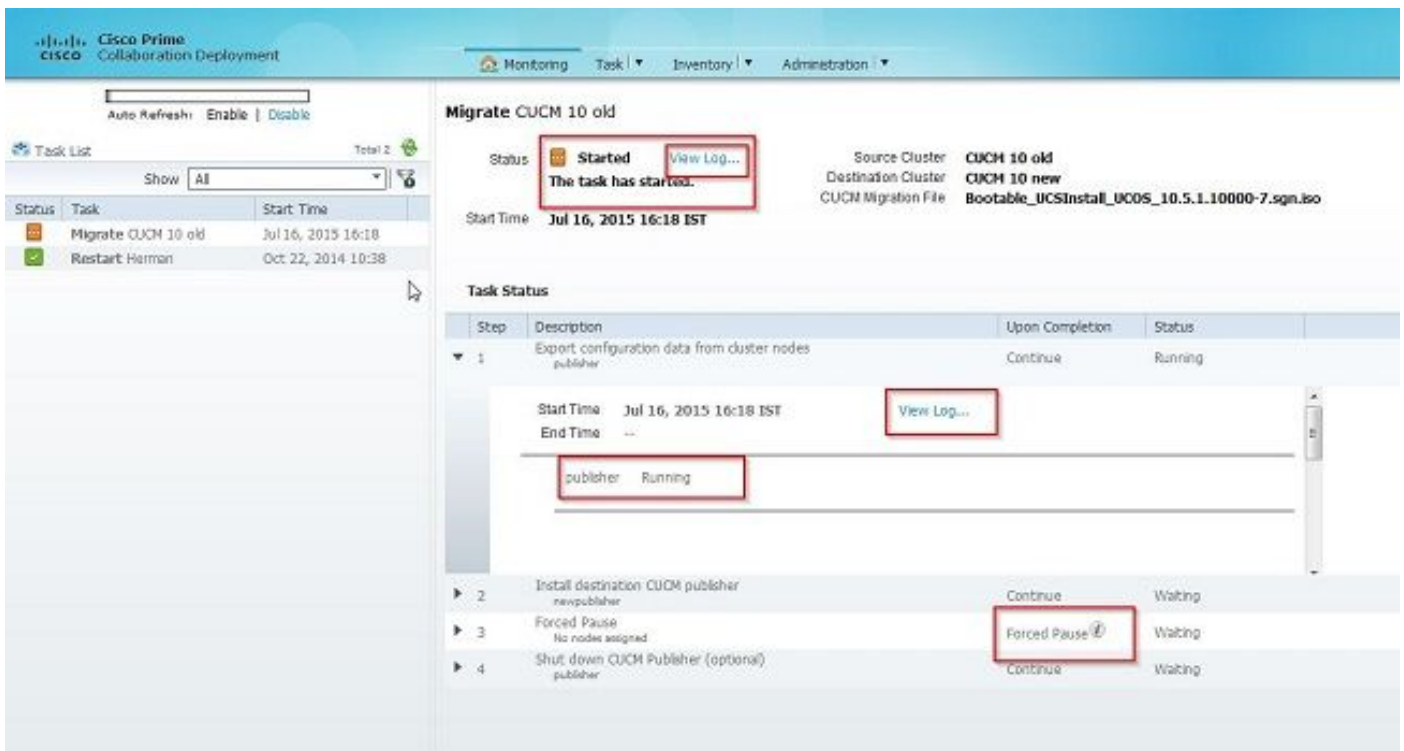 Cisco Prime
CISCO Collaboration Deployment
Monitoring Task Inventory Administration
Auto Refresh: Enable | Disable
Task List Total 2
Show All
Status Task Start Time
Migrate CUCM 10 old Jul 16, 2015 16:18
Restart Herman Oct 22, 2014 10:38
Migrate CUCM 10 old
Status Started View Log...
The task has started.
Start Time Jul 16, 2015 16:18 IST
Source Cluster CUCM 10 old
Destination Cluster CUCM 10 new
CUCM Migration File Bootable_UCSInstall_UCOS_10.5.1.10000-7.sgn.iso
Task Status
Step Description Upon Completion Status
1 Export configuration data from cluster nodes Continue Running
publisher
Start Time Jul 16, 2015 16:18 IST View Log...
End Time --
publisher Running
2 Install destination CUCM publisher Continue Waiting
newpublisher
3 Forced Pause Forced Pause i Waiting
No nodes assigned
4 Shut down CUCM Publisher (optional) Continue Waiting
publisher